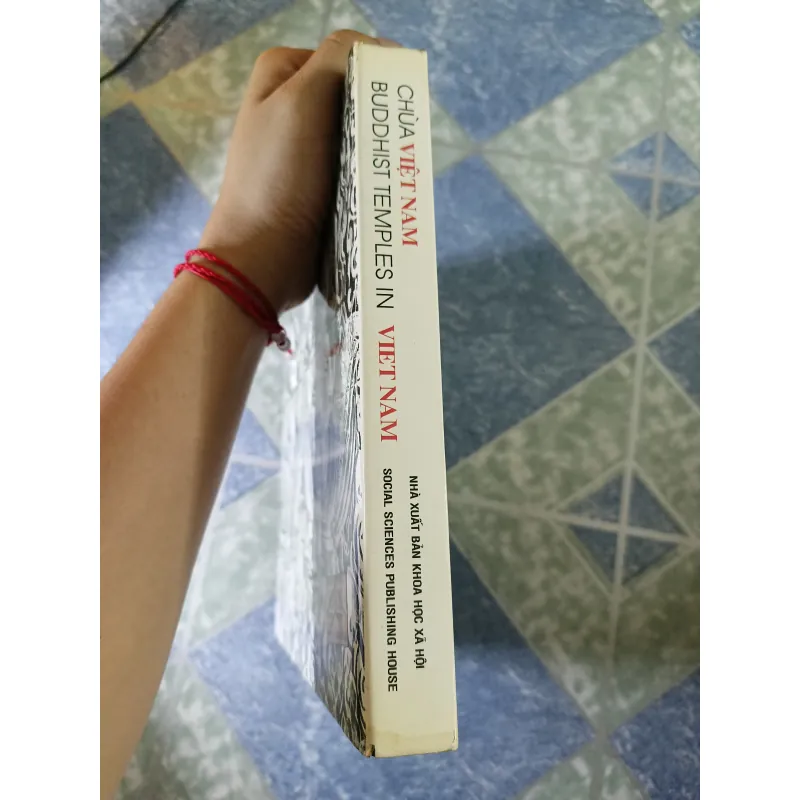 CHÙA VIỆT NAM
BUDDHIST TEMPLES IN VIET NAM
NHÀ XUẤT BẢN KHOA HỌC XÃ HỘI
SOCIAL SCIENCES PUBLISHING HOUSE